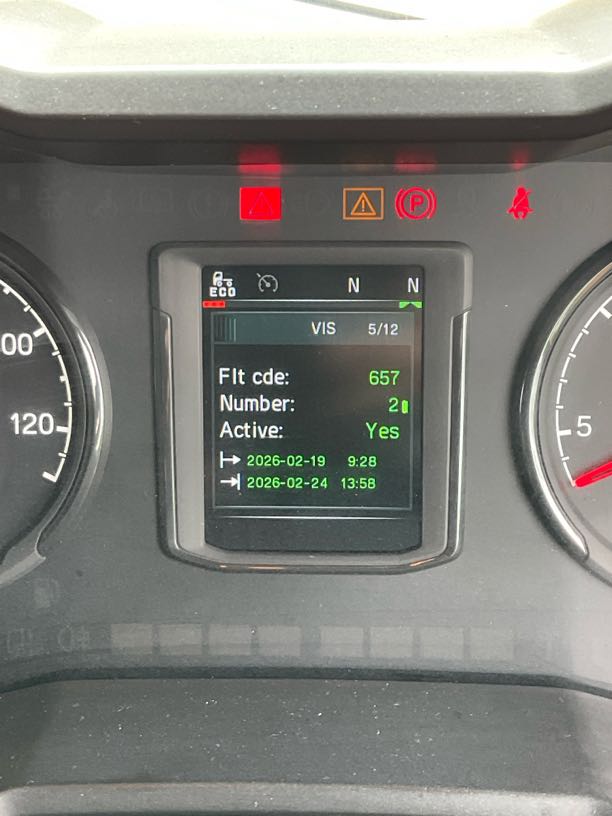 P
ECO N N
VIS 5/12
00
Flt cde: 657
Number: 2
120
5
Active: Yes
2026-02-19 9:28
2026-02-24 13:58